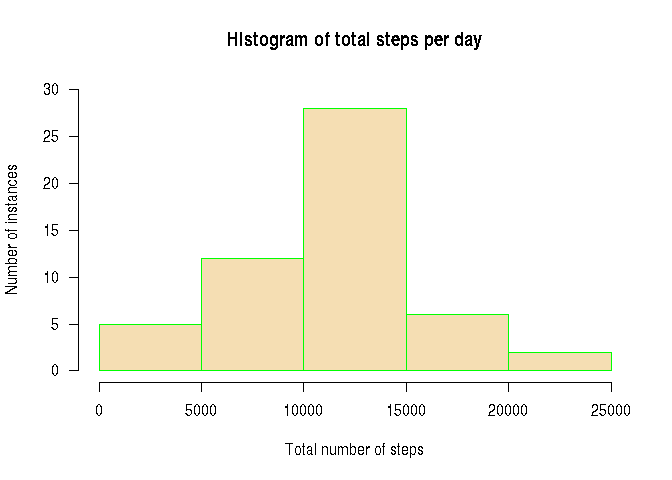 Histogram of total steps per day
Number of instances
30
25
20
15
10
5
0
0 5000 10000 15000 20000 25000
Total number of steps